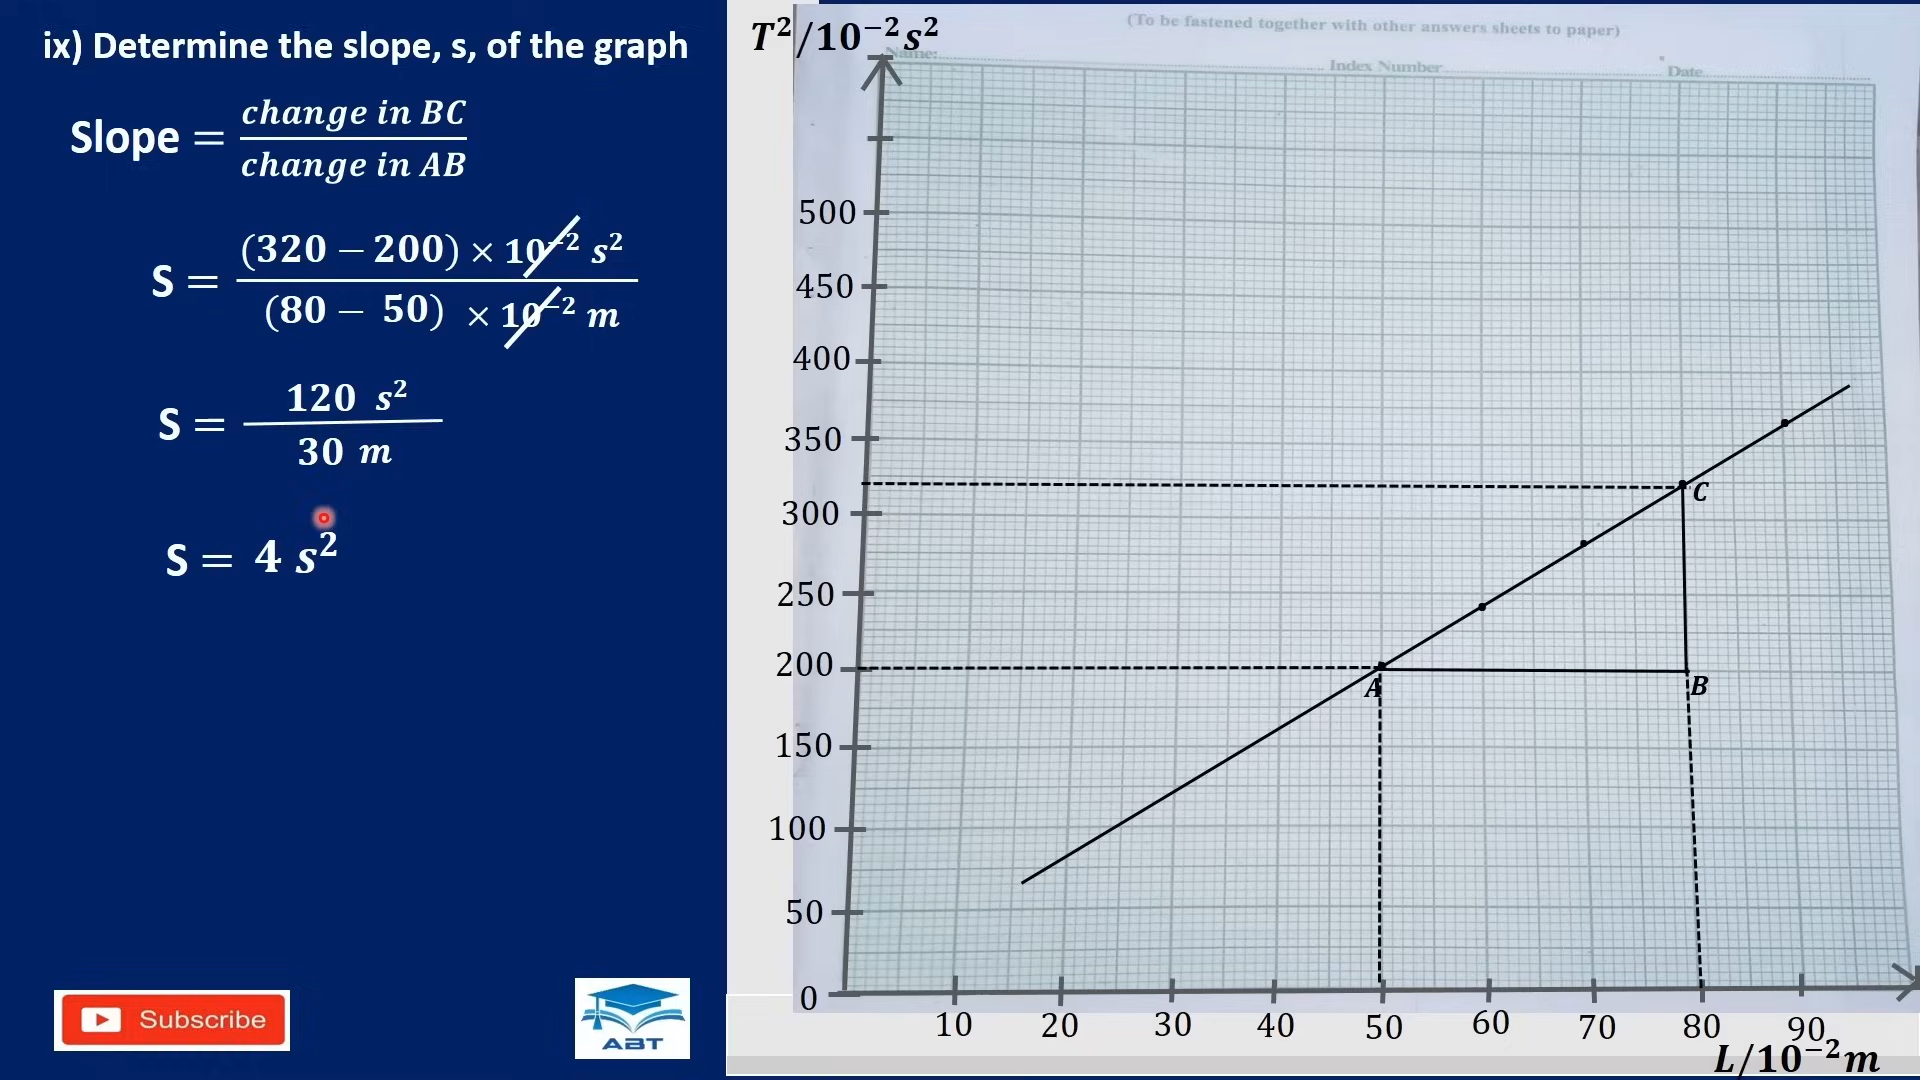 ix) Determine the slope, s, of the graph
Slope = change in BC / change in AB
S = (320 − 200) × 10⁻² s² / (80 − 50) × 10⁻² m
S = 120 s² / 30 m
S = 4 s²
Subscribe
ABT
T²/10⁻²s²
(To be fastened together with other answers sheets to paper)
Name: Index Number Date
500
450
400
350
300
250
200
150
100
50
0
C
A
B
10 20 30 40 50 60 70 80 90
L/10⁻²m